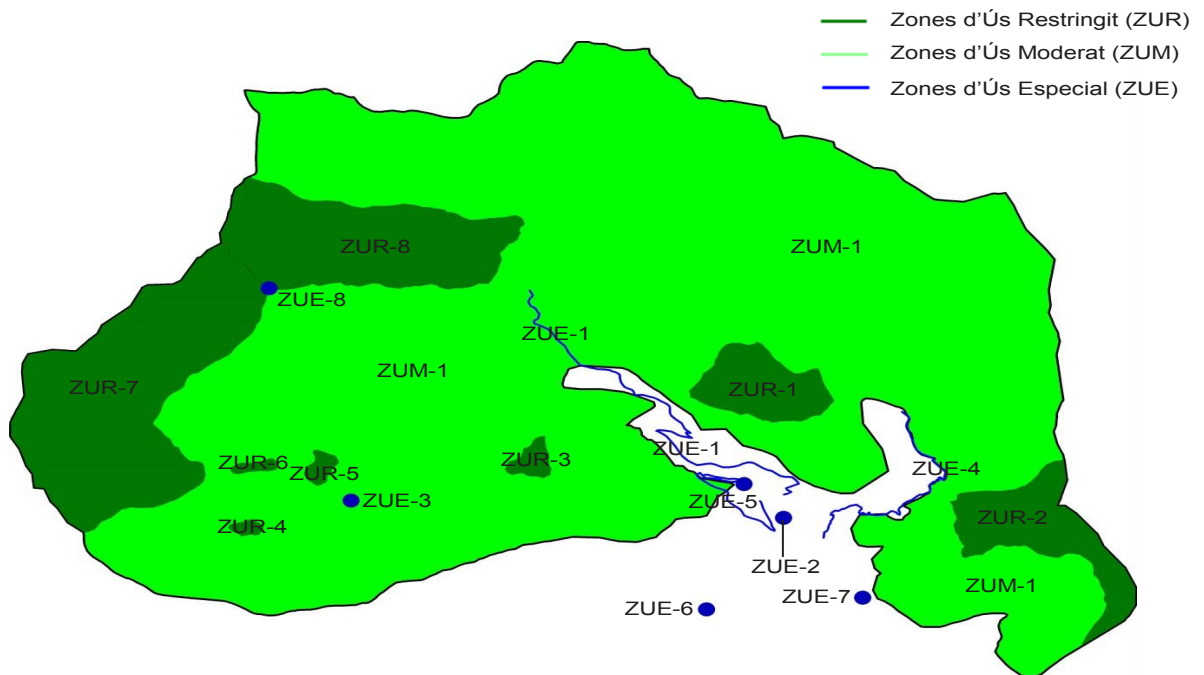 Zones d'Ús Restringit (ZUR)
Zones d'Ús Moderat (ZUM)
Zones d'Ús Especial (ZUE)
ZUR-8
ZUM-1
ZUE-8
ZUE-1
ZUM-1
ZUR-7
ZUR-1
ZUE-1
ZUR-6
ZUR-5
ZUR-3
ZUE-4
ZUE-3
ZUE-5
ZUR-4
ZUR-2
ZUE-2
ZUM-1
ZUE-7
ZUE-6